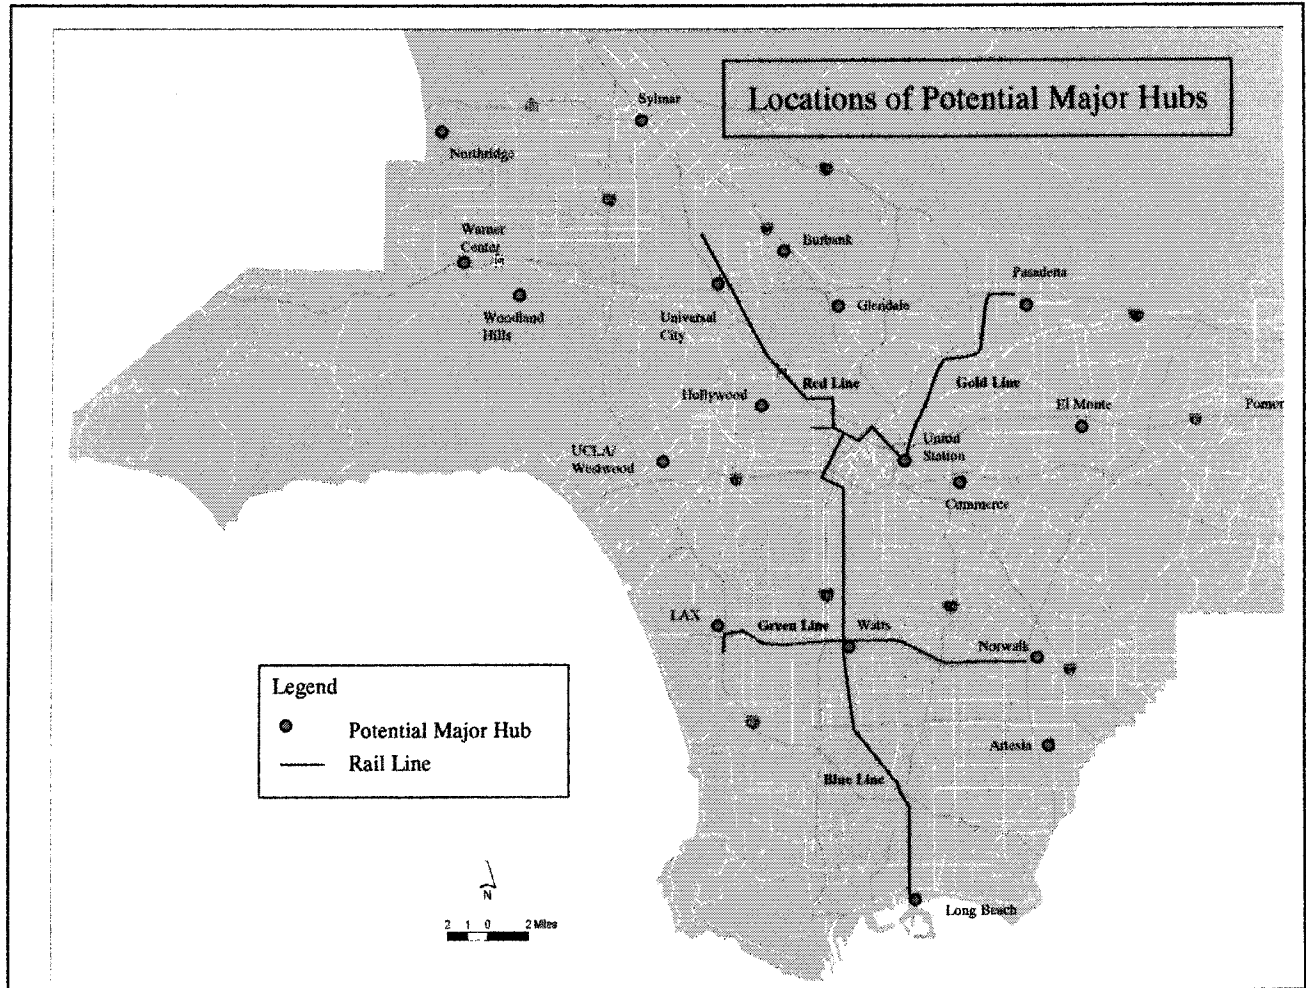 Locations of Potential Major Hubs
Sylmar
Northridge
Warner
Center
Burbank
Pasadena
Woodland
Hills
Universal
City
Glendale
Hollywood
Red Line
Gold Line
El Monte
Pomon
UCLA/
Westwood
Union
Station
Commerce
LAX
Green Line
Watts
Norwalk
Legend
Potential Major Hub
Rail Line
Artesia
Blue Line
Long Beach
N
2 1 0 2 Miles